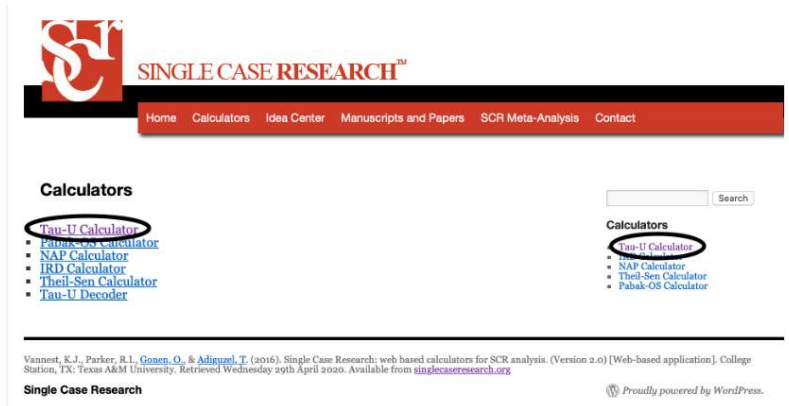 scr
SINGLE CASE RESEARCH™
Home Calculators Idea Center Manuscripts and Papers SCR Meta-Analysis Contact
Calculators
Tau-U Calculator
Pabak-OS Calculator
NAP Calculator
IRD Calculator
Theil-Sen Calculator
Tau-U Decoder
Search
Calculators
Tau-U Calculator
IRD Calculator
NAP Calculator
Theil-Sen Calculator
Pabak-OS Calculator
Vannest, K.J., Parker, R.I., Gonen, O., & Adiguzel, T. (2016). Single Case Research: web based calculators for SCR analysis. (Version 2.0) [Web-based application]. College
Station, TX: Texas A&M University. Retrieved Wednesday 29th April 2020. Available from singlecaseresearch.org
Single Case Research
Proudly powered by WordPress.